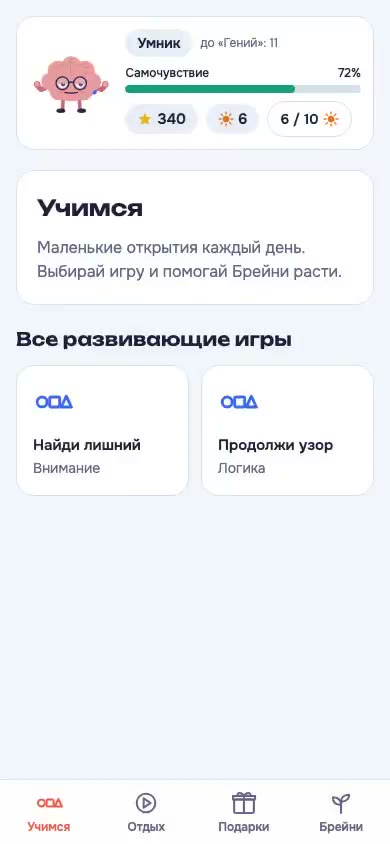 Умник до «Гений»: 11
Самочувствие 72%
340 6 6 / 10
Учимся
Маленькие открытия каждый день.
Выбирай игру и помогай Брейни расти.
Все развивающие игры
Найди лишний
Внимание
Продолжи узор
Логика
Учимся Отдых Подарки Брейни